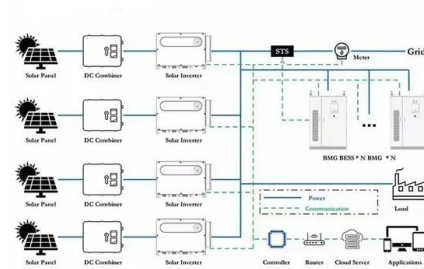 STS
Meter
Grid
Solar Panel
DC Combiner
Solar Inverter
Solar Panel
DC Combiner
Solar Inverter
BMG BESS * N BMG * N
Solar Panel
DC Combiner
Solar Inverter
Power
Communication
Load
Solar Panel
DC Combiner
Solar Inverter
Controller
Router
Cloud Server
Applications